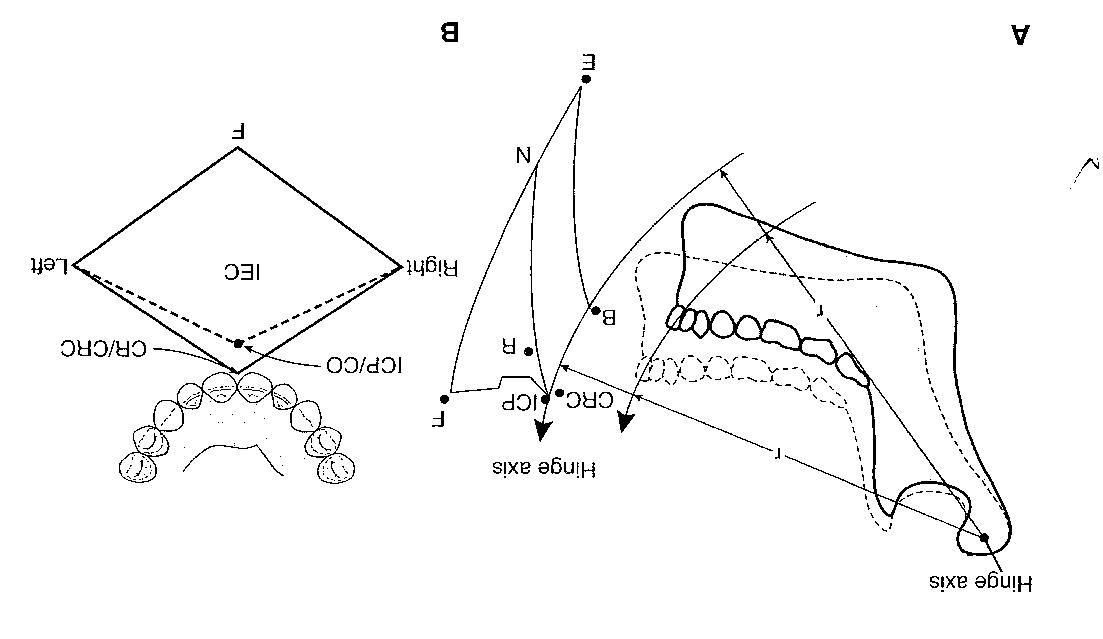 Hinge axis
r
r
Hinge axis
CRC
ICP
F
R
B
N
E
ICP/CO
CR/CRC
Right
IEC
Left
F
A
B